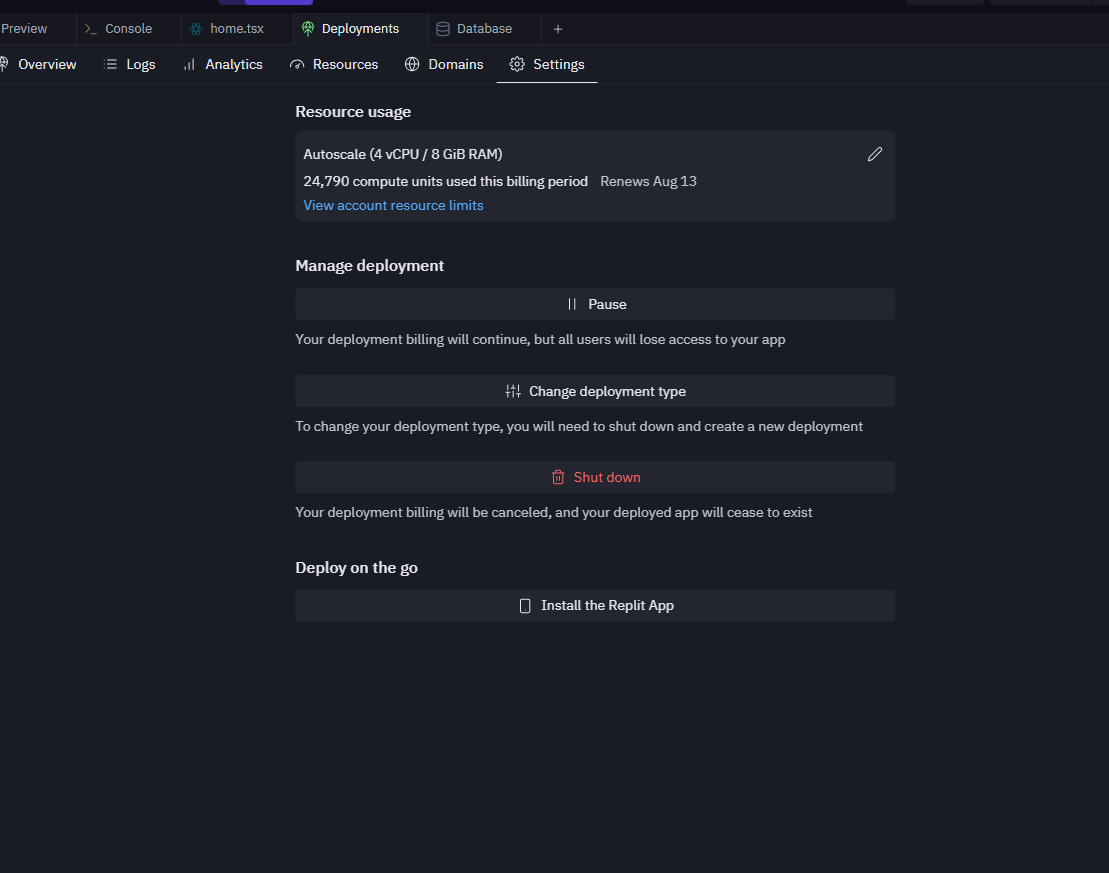 Preview
Console
home.tsx
Deployments
Database
Overview
Logs
Analytics
Resources
Domains
Settings
Resource usage
Autoscale (4 vCPU / 8 GiB RAM)
24,790 compute units used this billing period Renews Aug 13
View account resource limits
Manage deployment
Pause
Your deployment billing will continue, but all users will lose access to your app
Change deployment type
To change your deployment type, you will need to shut down and create a new deployment
Shut down
Your deployment billing will be canceled, and your deployed app will cease to exist
Deploy on the go
Install the Replit App